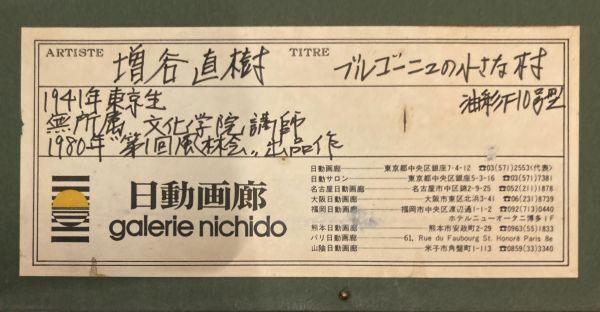 ARTISTE 増谷直樹 TITRE ブルゴーニュの小さな村
1941年東京生 油彩F10号型
無所属 文化学院講師
1980年"第1回風林会"出品作
日動画廊
galerie nichido
日動画廊 東京都中央区銀座7-4-12 ☎03(571)2553<代表>
日動サロン 東京都中央区銀座5-3-16 ☎03(571)7381
名古屋日動画廊 名古屋市中区錦2-9-25 ☎052(211)1878
大阪日動画廊 大阪市東区北浜3-41 ☎06(231)8739
福岡日動画廊 福岡市中央区渡辺通1-1-2 ☎092(713)0440
ホテルニューオータニ博多1F
熊本日動画廊 熊本市安政町2-29 ☎0963(55)1833
パリ日動画廊 61, Rue du Faubourg St. Honoré Paris 8e
山陰日動画廊 米子市角盤町1-113 ☎0859(33)3340